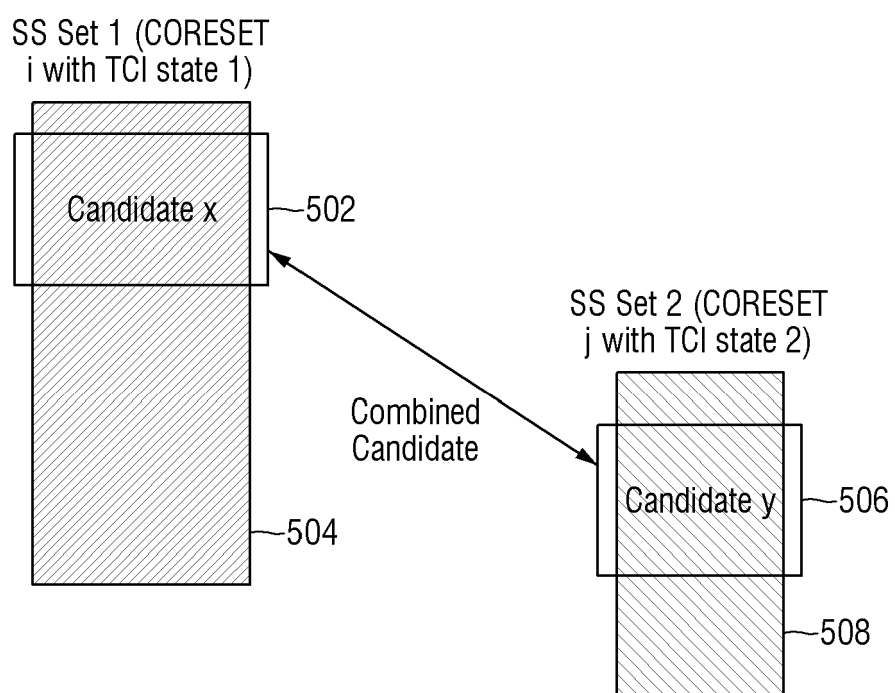 SS Set 1 (CORESET
i with TCI state 1)
Candidate x
502
SS Set 2 (CORESET
j with TCI state 2)
Combined
Candidate
Candidate y
506
504
508